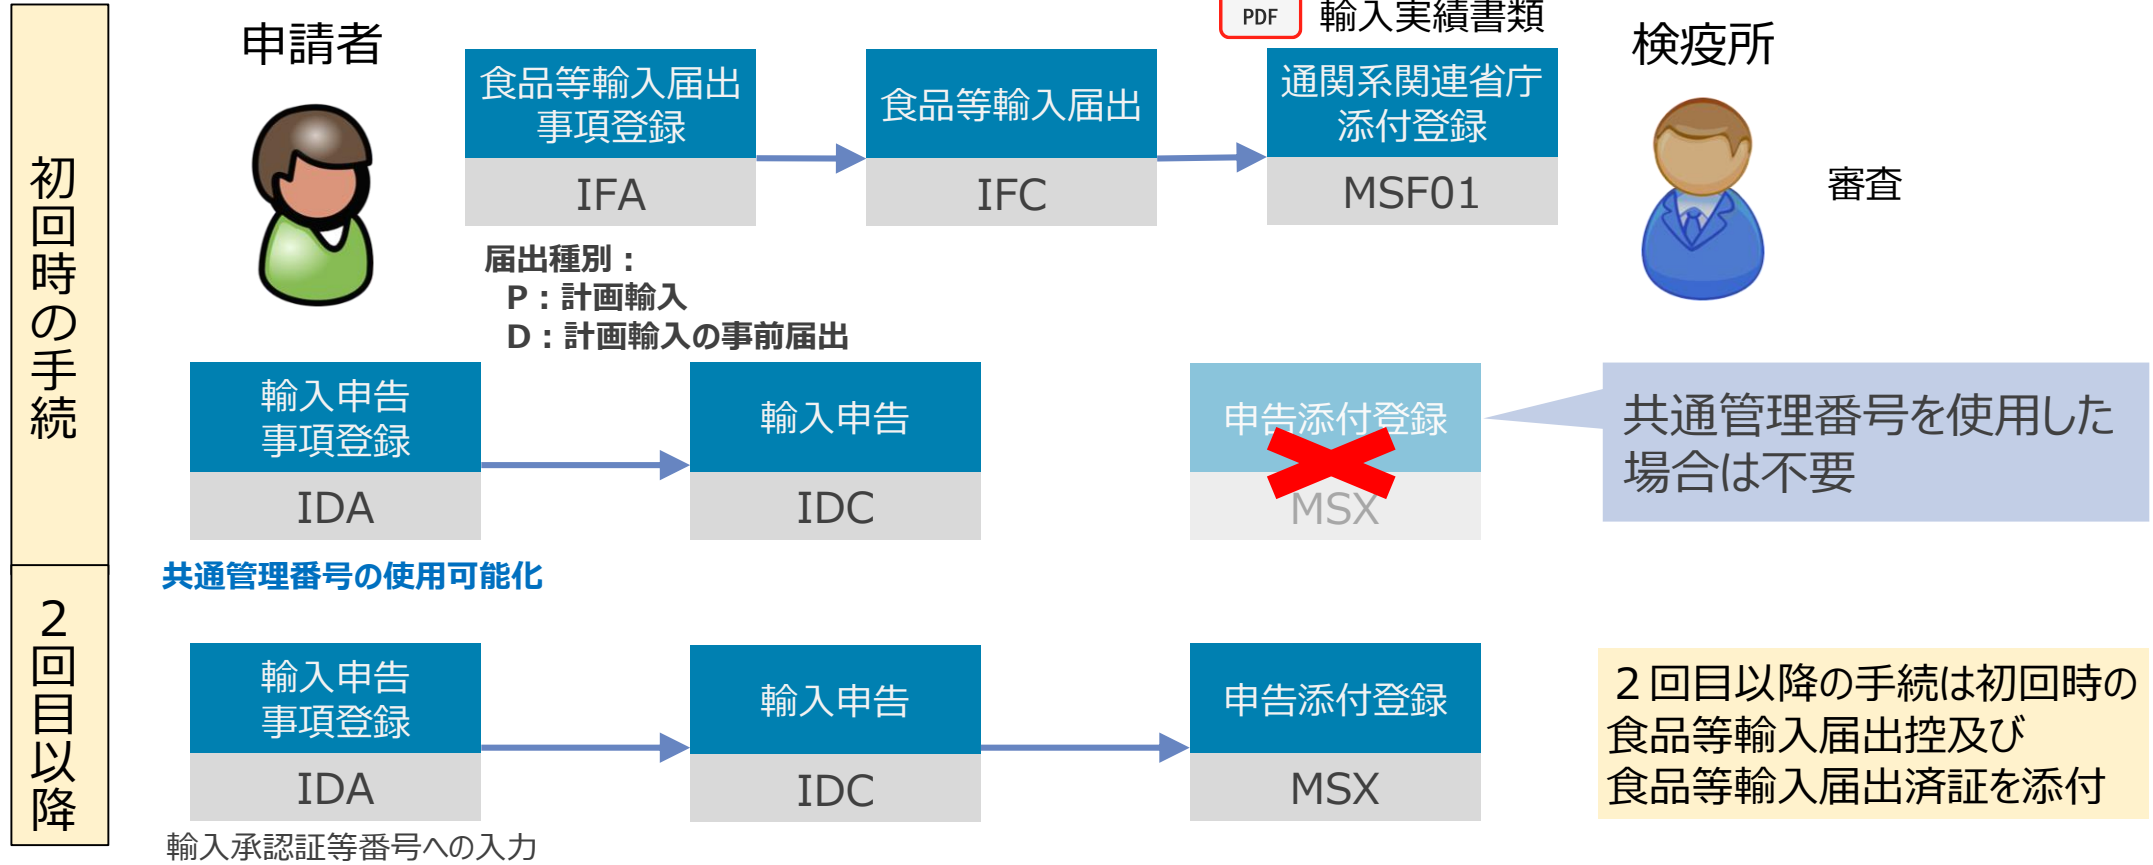 初回時の手続
申請者
PDF
輸入実績書類
検疫所
食品等輸入届出
事項登録
IFA
食品等輸入届出
IFC
通関系関連省庁
添付登録
MSF01
審査
届出種別：
P：計画輸入
D：計画輸入の事前届出
輸入申告
事項登録
IDA
輸入申告
IDC
申告添付登録
MSX
共通管理番号を使用した
場合は不要
共通管理番号の使用可能化
２回目以降
輸入申告
事項登録
IDA
輸入申告
IDC
申告添付登録
MSX
２回目以降の手続は初回時の
食品等輸入届出控及び
食品等輸入届出済証を添付
輸入承認証等番号への入力